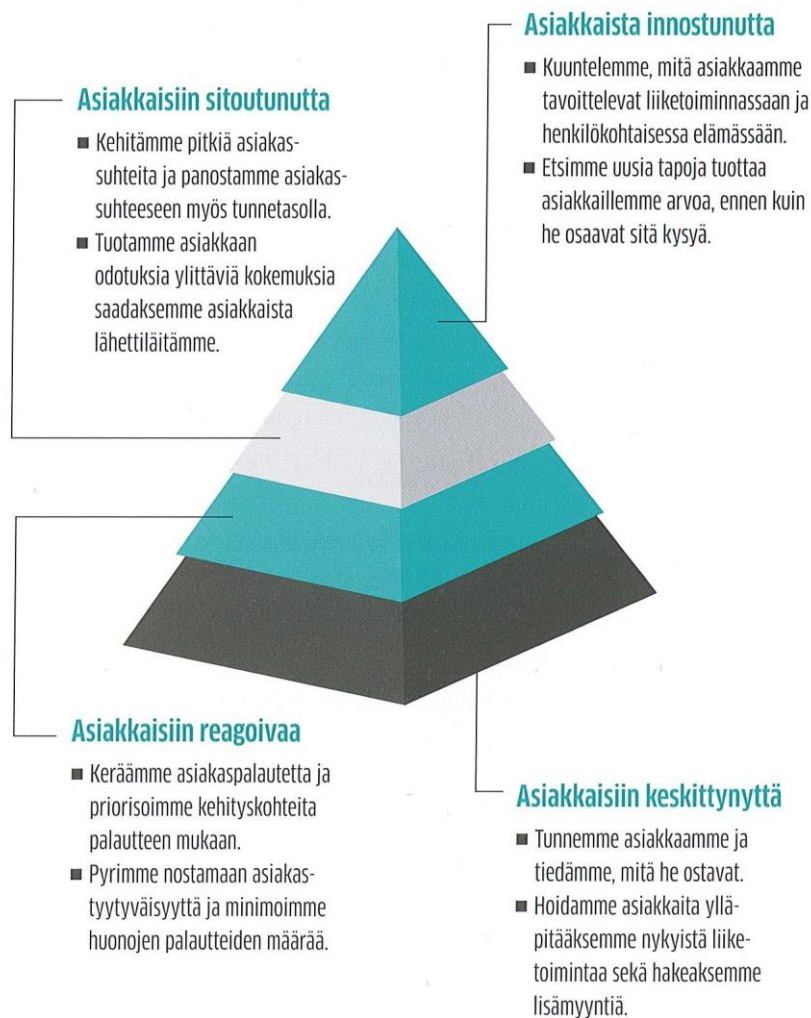 Asiakkaista innostunutta
■ Kuuntelemme, mitä asiakkaamme
tavoittelevat liiketoiminnassaan ja
henkilökohtaisessa elämässään.
■ Etsimme uusia tapoja tuottaa
asiakkaillemme arvoa, ennen kuin
he osaavat sitä kysyä.
Asiakkaisiin sitoutunutta
■ Kehitämme pitkiä asiakas-
suhteita ja panostamme asiakas-
suhteeseen myös tunnetasolla.
■ Tuotamme asiakkaan
odotuksia ylittäviä kokemuksia
saadaksemme asiakkaista
lähettiläitämme.
Asiakkaisiin reagoivaa
■ Keräämme asiakaspalautetta ja
priorisoimme kehityskohteita
palautteen mukaan.
■ Pyrimme nostamaan asiakas-
tyytyväisyyttä ja minimoimme
huonojen palautteiden määrää.
Asiakkaisiin keskittynyttä
■ Tunnemme asiakkaamme ja
tiedämme, mitä he ostavat.
■ Hoidamme asiakkaita yllä-
pitääksemme nykyistä liike-
toimintaa sekä hakeaksemme
lisämyyntiä.